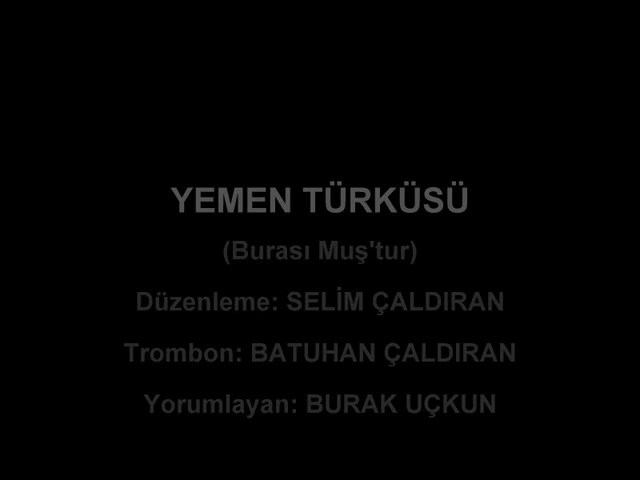 YEMEN TÜRKÜSÜ
(Burası Muş'tur)
Düzenleme: SELİM ÇALDIRAN
Trombon: BATUHAN ÇALDIRAN
Yorumlayan: BURAK UÇKUN